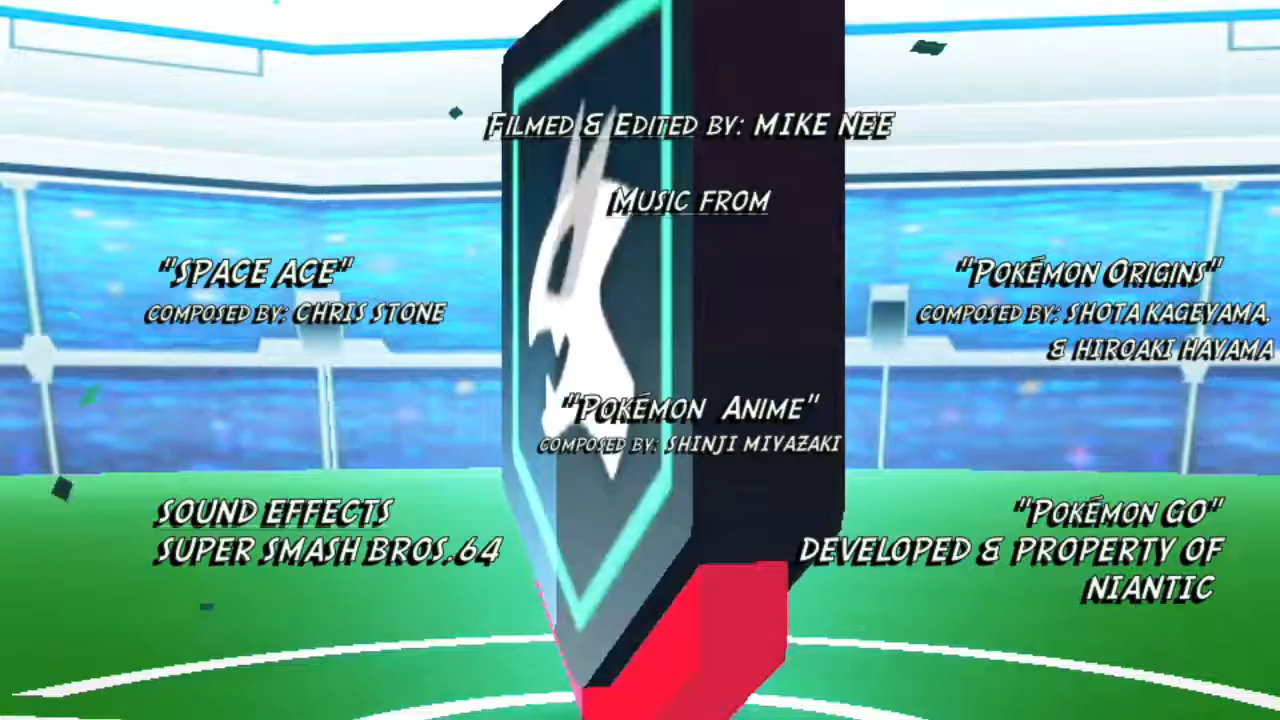 FILMED & EDITED BY: MIKE NEE
MUSIC FROM
"SPACE ACE"
COMPOSED BY: CHRIS STONE
"POKÉMON ORIGINS"
COMPOSED BY: SHOTA KAGEYAMA.
& HIROAKI HAYAMA
"POKÉMON ANIME"
COMPOSED BY: SHINJI MIYAZAKI
SOUND EFFECTS
SUPER SMASH BROS.64
"POKÉMON GO"
DEVELOPED & PROPERTY OF
NIANTIC